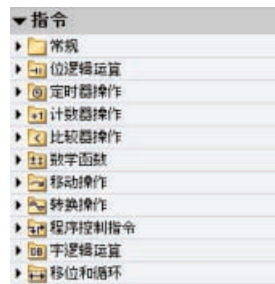 指令
常规
位逻辑运算
定时器操作
计数器操作
比较器操作
数学函数
移动操作
转换操作
程序控制指令
字逻辑运算
移位和循环